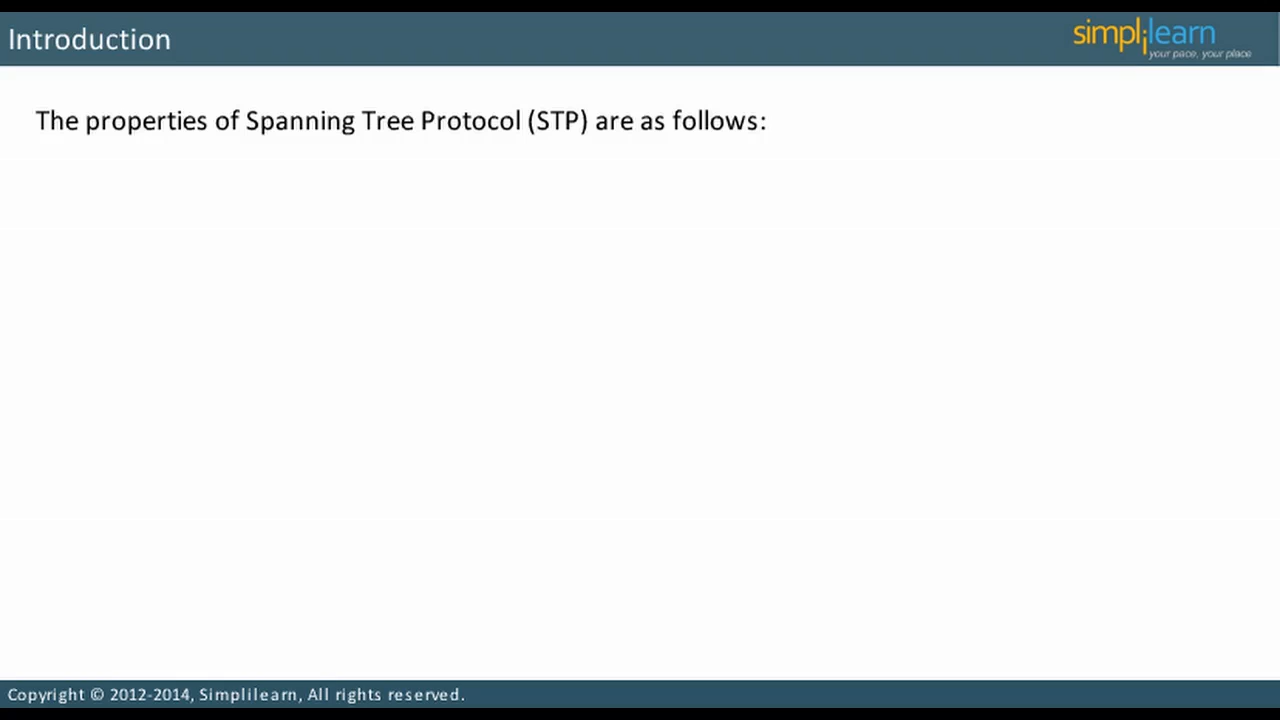 Introduction
simplilearn
your pace, your place
The properties of Spanning Tree Protocol (STP) are as follows:
Copyright © 2012-2014, Simplilearn, All rights reserved.